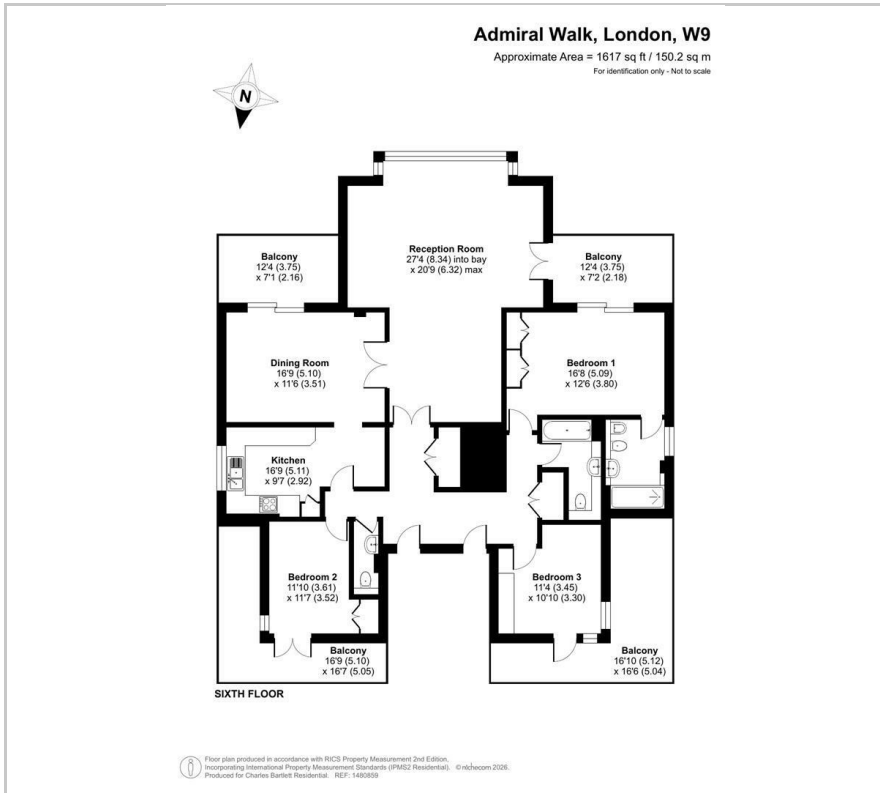 Admiral Walk, London, W9
Approximate Area = 1617 sq ft / 150.2 sq m
For identification only - Not to scale
N
Balcony
12'4 (3.75)
x 7'1 (2.16)
Reception Room
27'4 (8.34) into bay
x 20'9 (6.32) max
Balcony
12'4 (3.75)
x 7'2 (2.18)
Dining Room
16'9 (5.10)
x 11'6 (3.51)
Bedroom 1
16'8 (5.09)
x 12'6 (3.80)
Kitchen
16'9 (5.11)
x 9'7 (2.92)
Bedroom 2
11'10 (3.61)
x 11'7 (3.52)
Bedroom 3
11'4 (3.45)
x 10'10 (3.30)
Balcony
16'9 (5.10)
x 16'7 (5.05)
Balcony
16'10 (5.12)
x 16'6 (5.04)
SIXTH FLOOR
Floor plan produced in accordance with RICS Property Measurement 2nd Edition,
Incorporating International Property Measurement Standards (IPMS2 Residential). © nichecom 2026.
Produced for Charles Bartlett Residential. REF: 1480859